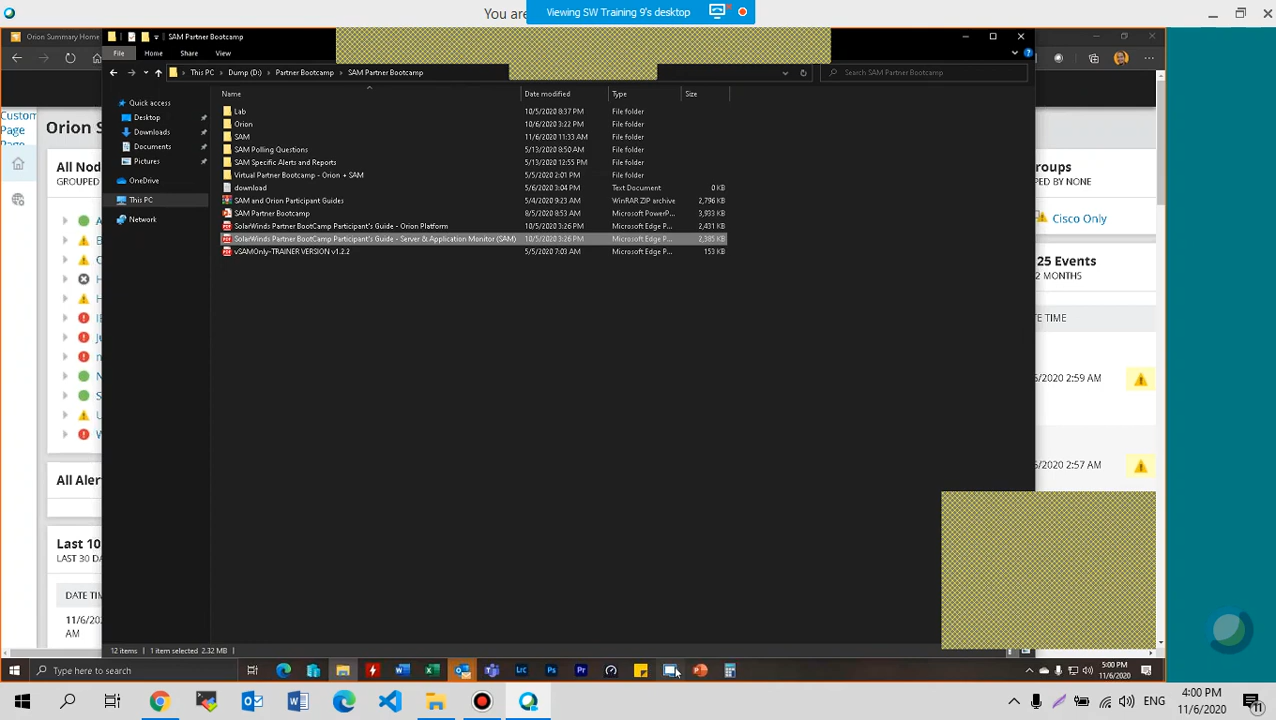 You are
Viewing SW Training 9's desktop
Orion Summary Home
SAM Partner Bootcamp
File
Home
Share
View
This PC
Dump (D:)
Partner Bootcamp
SAM Partner Bootcamp
Search SAM Partner Bootcamp
Custom
Page
Orion S
All Nod
GROUPED
All Aler
Last 10
LAST 30 DA
DATE TIM
11/6/20
AM
Quick access
Desktop
Downloads
Documents
Pictures
OneDrive
This PC
Network
Name
Date modified
Type
Size
Lab
10/5/2020 8:37 PM
File folder
Orion
10/6/2020 3:22 PM
File folder
SAM
11/6/2020 11:33 AM
File folder
SAM Polling Questions
5/13/2020 8:50 AM
File folder
SAM Specific Alerts and Reports
5/13/2020 12:55 PM
File folder
Virtual Partner Bootcamp - Orion + SAM
5/5/2020 2:01 PM
File folder
download
5/6/2020 3:04 PM
Text Document
0 KB
SAM and Orion Participant Guides
5/4/2020 9:23 AM
WinRAR ZIP archive
2,796 KB
SAM Partner Bootcamp
8/5/2020 8:53 AM
Microsoft PowerP...
3,933 KB
SolarWinds Partner BootCamp Participant's Guide - Orion Platform
10/5/2020 3:26 PM
Microsoft Edge P...
2,431 KB
SolarWinds Partner BootCamp Participant's Guide - Server & Application Monitor (SAM)
10/5/2020 3:26 PM
Microsoft Edge P...
2,385 KB
vSAMOnly-TRAINER VERSION v1.2.2
5/5/2020 7:03 AM
Microsoft Edge P...
153 KB
roups
PED BY NONE
Cisco Only
25 Events
2 MONTHS
TE TIME
6/2020 2:59 AM
6/2020 2:57 AM
12 items
1 item selected 2.32 MB
Type here to search
5:00 PM
11/6/2020
ENG
4:00 PM
11/6/2020